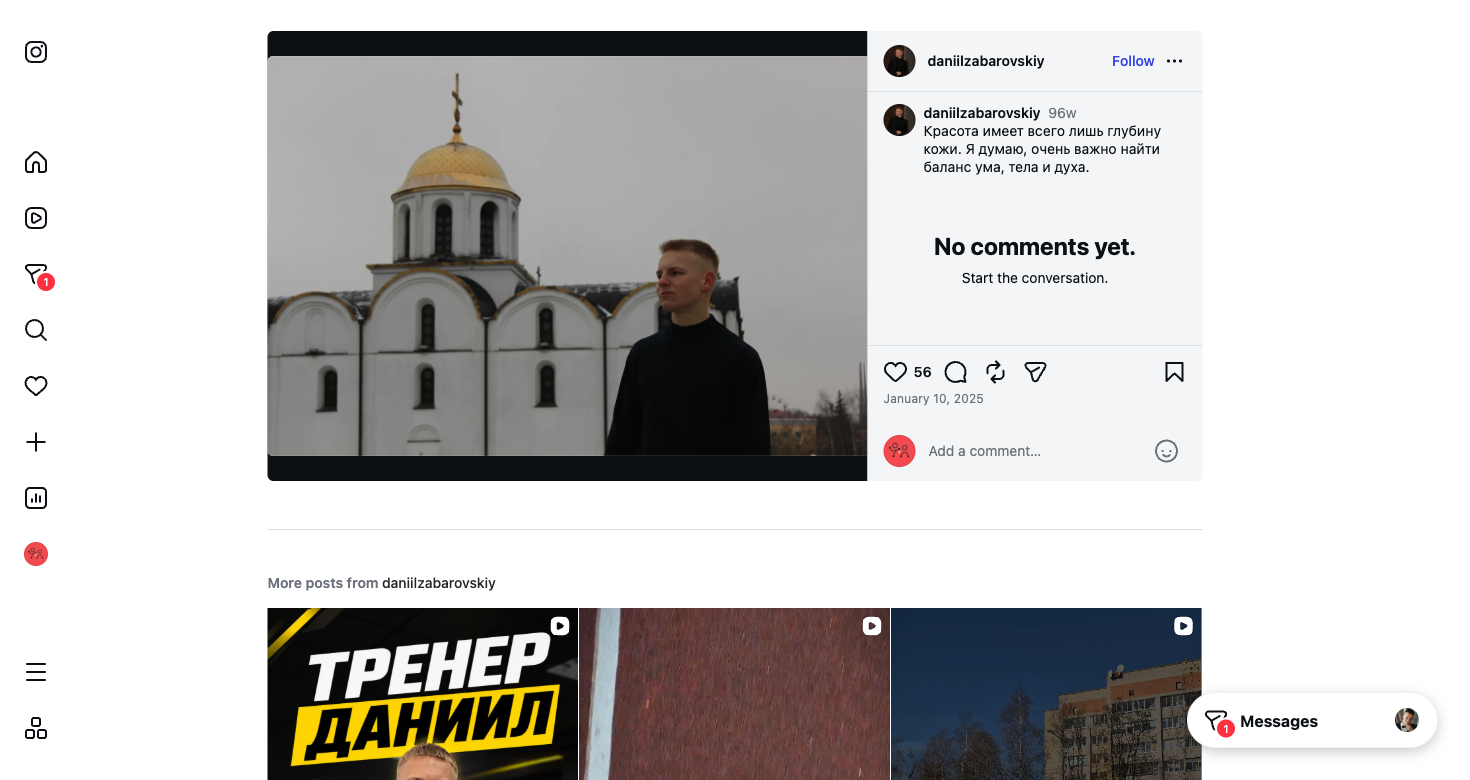 daniilzabarovskiy
Follow
daniilzabarovskiy 96w
Красота имеет всего лишь глубину
кожи. Я думаю, очень важно найти
баланс ума, тела и духа.
No comments yet.
Start the conversation.
56
January 10, 2025
Add a comment...
1
More posts from daniilzabarovskiy
ТРЕНЕР
ДАНИИЛ
1
Messages